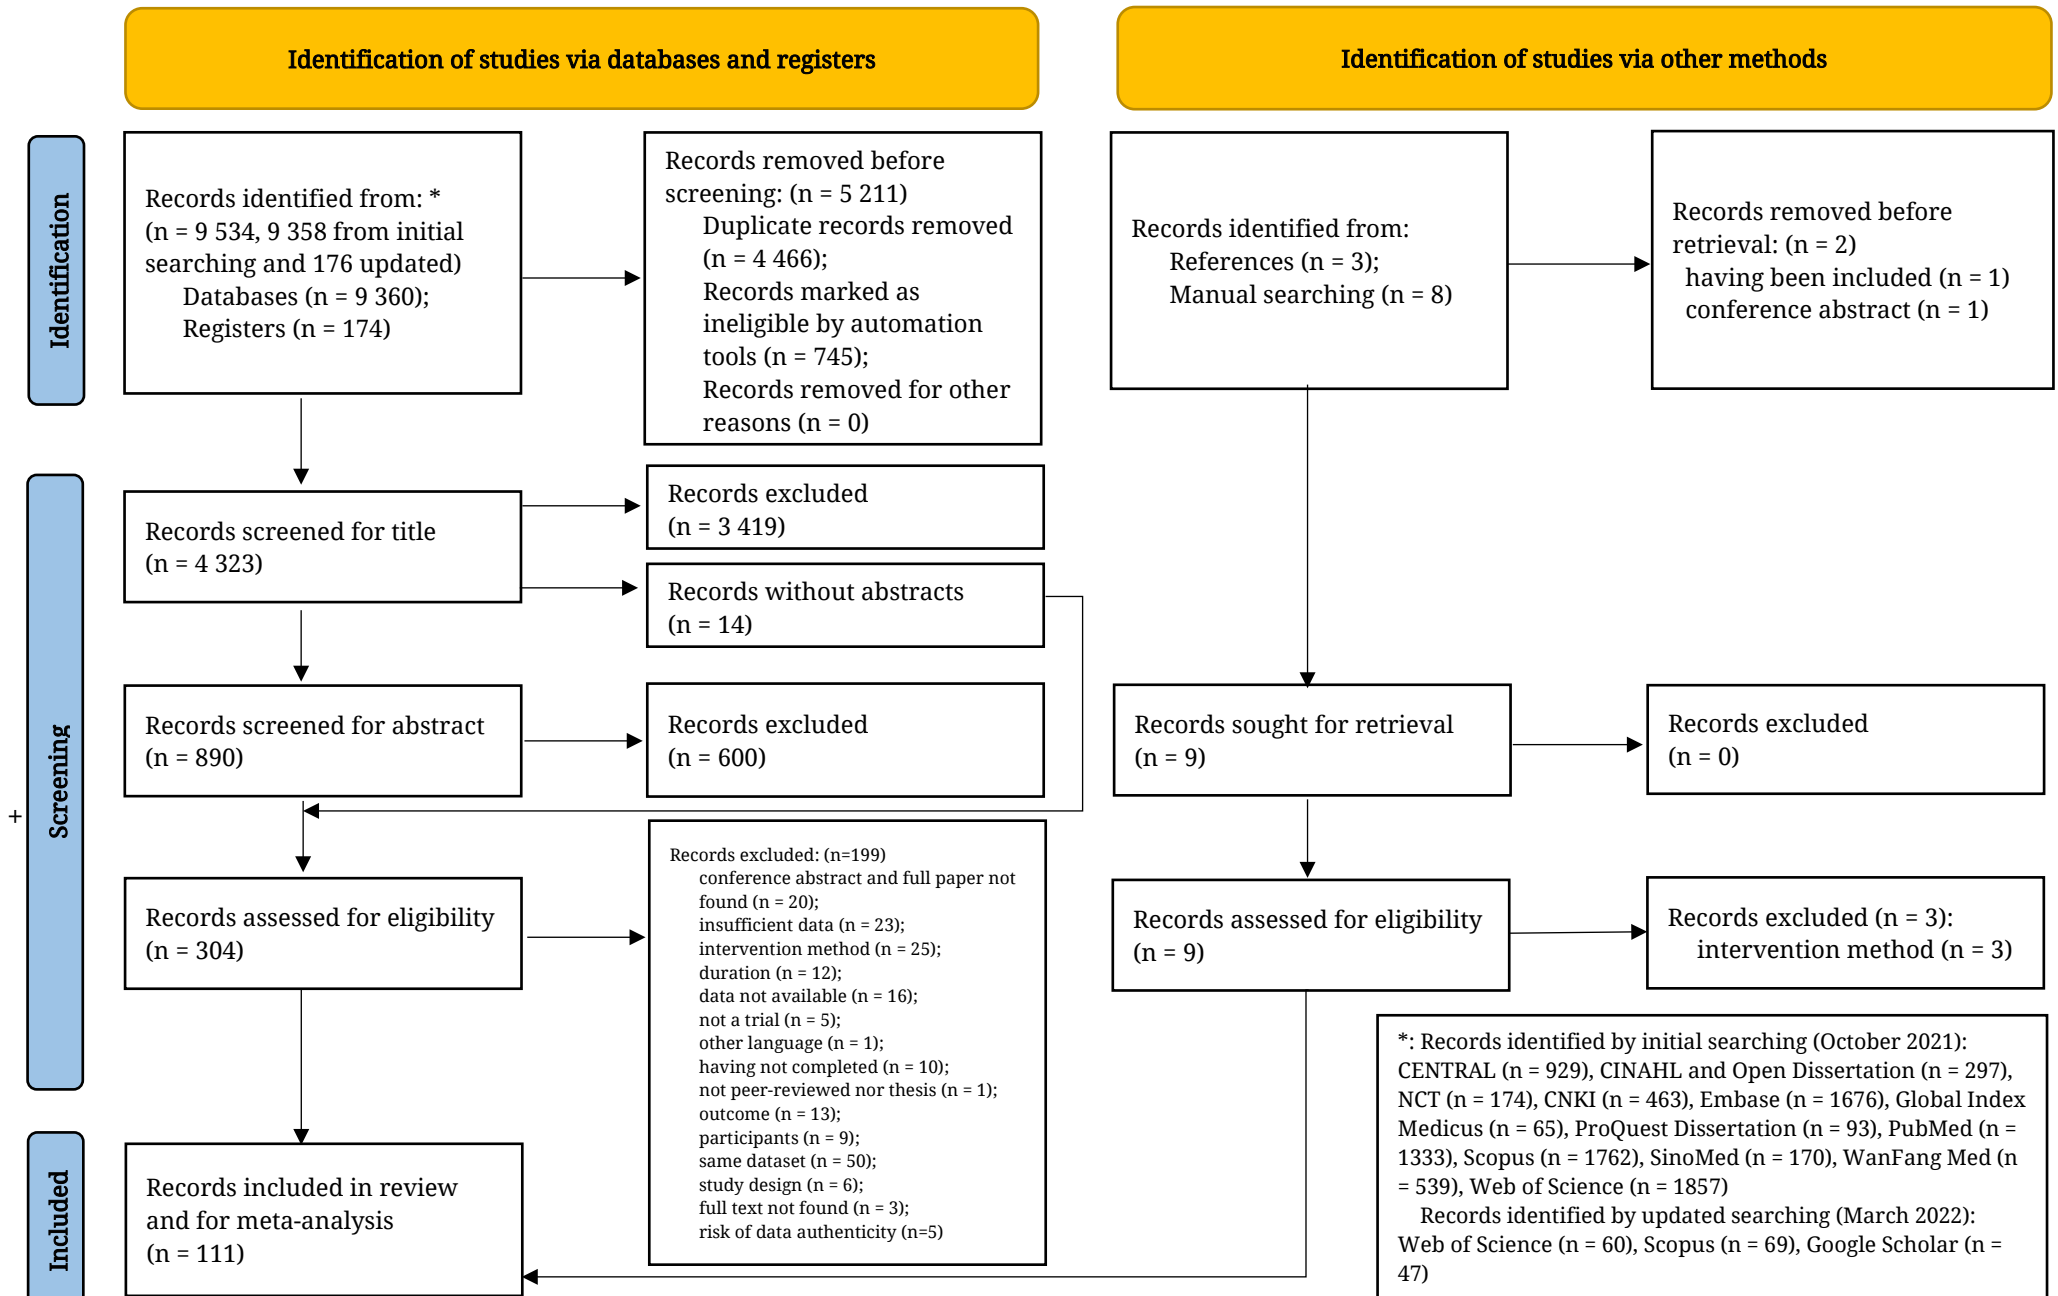 Identification of studies via databases and registers
Identification of studies via other methods
Identification
Records identified from: *
(n = 9 534, 9 358 from initial
searching and 176 updated)
Databases (n = 9 360);
Registers (n = 174)
Records removed before
screening: (n = 5 211)
Duplicate records removed
(n = 4 466);
Records marked as
ineligible by automation
tools (n = 745);
Records removed for other
reasons (n = 0)
Records identified from:
References (n = 3);
Manual searching (n = 8)
Records removed before
retrieval: (n = 2)
having been included (n = 1)
conference abstract (n = 1)
+
Screening
Records screened for title
(n = 4 323)
Records excluded
(n = 3 419)
Records without abstracts
(n = 14)
Records screened for abstract
(n = 890)
Records excluded
(n = 600)
Records sought for retrieval
(n = 9)
Records excluded
(n = 0)
Records assessed for eligibility
(n = 304)
Records excluded: (n=199)
conference abstract and full paper not
found (n = 20);
insufficient data (n = 23);
intervention method (n = 25);
duration (n = 12);
data not available (n = 16);
not a trial (n = 5);
other language (n = 1);
having not completed (n = 10);
not peer-reviewed nor thesis (n = 1);
outcome (n = 13);
participants (n = 9);
same dataset (n = 50);
study design (n = 6);
full text not found (n = 3);
risk of data authenticity (n=5)
Records assessed for eligibility
(n = 9)
Records excluded (n = 3):
intervention method (n = 3)
Included
Records included in review
and for meta-analysis
(n = 111)
*: Records identified by initial searching (October 2021):
CENTRAL (n = 929), CINAHL and Open Dissertation (n = 297),
NCT (n = 174), CNKI (n = 463), Embase (n = 1676), Global Index
Medicus (n = 65), ProQuest Dissertation (n = 93), PubMed (n =
1333), Scopus (n = 1762), SinoMed (n = 170), WanFang Med (n
= 539), Web of Science (n = 1857)
Records identified by updated searching (March 2022):
Web of Science (n = 60), Scopus (n = 69), Google Scholar (n =
47)